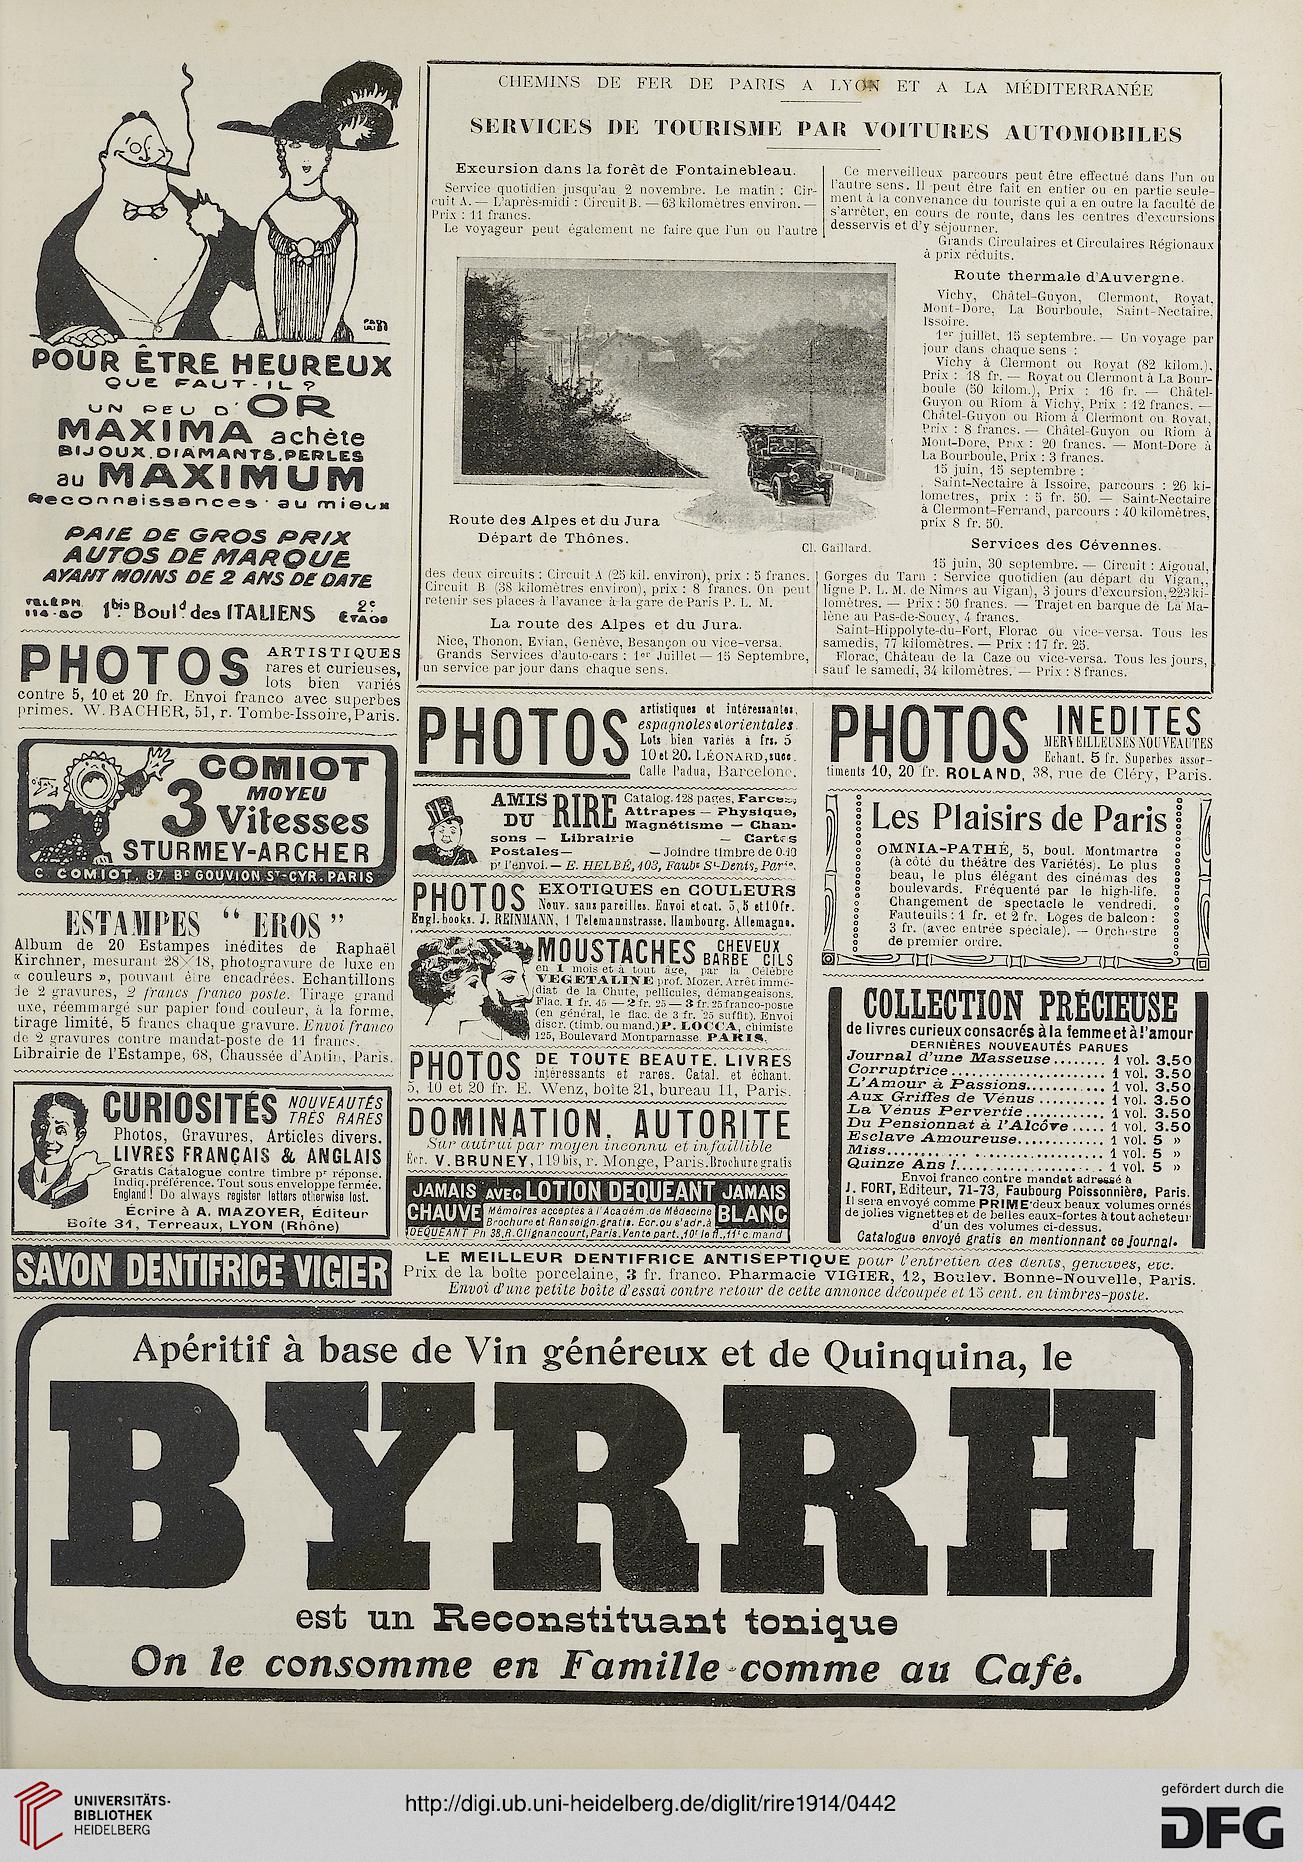 POUR ÊTRE HEUREUX
QUE FAUT-IL ?
UN PEU D'OR
MAXIMA achète
BIJOUX.DIAMANTS.PERLES
au MAXIMUM
Reconnaissances au mieux
PAIE DE GROS PRIX
AUTOS DE MARQUE
AYANT MOINS DE 2 ANS DE DATE
TELÉPH. 114-80 1bis Bould des ITALIENS 2e ÉTAGE
PHOTOS ARTISTIQUES
rares et curieuses,
lots bien variés
contre 5, 10 et 20 fr. Envoi franco avec superbes
primes. W. BACHER, 51, r. Tombe-Issoire, Paris.
COMIOT
MOYEU
3 Vitesses
STURMEY-ARCHER
C. COMIOT, 87 Bd GOUVION St-CYR. PARIS
ESTAMPES “ EROS ”
Album de 20 Estampes inédites de Raphaël
Kirchner, mesurant 28×18, photogravure de luxe en
« couleurs », pouvant être encadrées. Echantillons
de 2 gravures, 2 francs franco poste. Tirage grand
luxe, réemmargé sur papier fond couleur, à la forme,
tirage limité, 5 francs chaque gravure. Envoi franco
de 2 gravures contre mandat-poste de 11 francs.
Librairie de l'Estampe, 68, Chaussée d'Antin, Paris.
CURIOSITÉS NOUVEAUTÉS
TRÈS RARES
Photos, Gravures, Articles divers.
LIVRES FRANÇAIS & ANGLAIS
Gratis Catalogue contre timbre pr réponse.
Indiq. préférence. Tout sous enveloppe fermée.
England! Do always register letters otherwise lost.
Écrire à A. MAZOYER, Éditeur
Boîte 31, Terreaux, LYON (Rhône)
CHEMINS DE FER DE PARIS A LYON ET A LA MÉDITERRANÉE
SERVICES DE TOURISME PAR VOITURES AUTOMOBILES
Excursion dans la forêt de Fontainebleau.
Service quotidien jusqu'au 2 novembre. Le matin : Cir-
cuit A. — L'après-midi : Circuit B. — 63 kilomètres environ. —
Prix : 11 francs.
Le voyageur peut également ne faire que l'un ou l'autre
Route des Alpes et du Jura
Départ de Thônes.
Cl. Gaillard.
des deux circuits : Circuit A (25 kil. environ), prix : 5 francs.
Circuit B (38 kilomètres environ), prix : 8 francs. On peut
retenir ses places à l'avance à la gare de Paris P. L. M.
La route des Alpes et du Jura.
Nice, Thonon, Evian, Genève, Besançon ou vice-versa.
Grands Services d'auto-cars : 1er Juillet — 15 Septembre,
un service par jour dans chaque sens.
Ce merveilleux parcours peut être effectué dans l'un ou
l'autre sens. Il peut être fait en entier ou en partie seule-
ment à la convenance du touriste qui a en outre la faculté de
s'arrêter, en cours de route, dans les centres d'excursions
desservis et d'y séjourner.
Grands Circulaires et Circulaires Régionaux
à prix réduits.
Route thermale d'Auvergne.
Vichy, Châtel-Guyon, Clermont, Royat,
Mont-Dore, La Bourboule, Saint-Nectaire,
Issoire.
1er juillet, 15 septembre. — Un voyage par
jour dans chaque sens :
Vichy à Clermont ou Royat (82 kilom.),
Prix : 18 fr. — Royat ou Clermont à La Bour-
boule (50 kilom.), Prix : 16 fr. — Châtel-
Guyon ou Riom à Vichy, Prix : 12 francs. —
Châtel-Guyon ou Riom à Clermont ou Royat,
Prix : 8 francs. — Châtel-Guyon ou Riom à
Mont-Dore, Prix : 20 francs. — Mont-Dore à
La Bourboule, Prix : 3 francs.
15 juin, 15 septembre :
Saint-Nectaire à Issoire, parcours : 26 ki-
lomètres, prix : 5 fr. 50. — Saint-Nectaire
à Clermont-Ferrand, parcours : 40 kilomètres,
prix 8 fr. 50.
Services des Cévennes.
15 juin, 30 septembre. — Circuit : Aigoual,
Gorges du Tarn : Service quotidien (au départ du Vigan,
ligne P. L. M. de Nimes au Vigan), 3 jours d'excursion, 223 ki-
lomètres. — Prix : 50 francs. — Trajet en barque de La Ma-
lène au Pas-de-Soucy, 4 francs.
Saint-Hippolyte-du-Fort, Florac ou vice-versa. Tous les
samedis, 77 kilomètres. — Prix : 17 fr. 25.
Florac, Château de la Caze ou vice-versa. Tous les jours,
sauf le samedi, 34 kilomètres. — Prix : 8 francs.
PHOTOS artistiques et intéressantes,
espagnoles et orientales.
Lots bien variés à frs. 5
10 et 20. LÉONARD, succ.
Calle Padua, Barcelone.
AMIS DU RIRE Catalog. 128 pages, Farces,
Attrapes — Physique,
Magnétisme — Chan-
sons — Librairie — Cartes
Postales — — Joindre timbre de 0.10
pr l'envoi. — E. HELBÉ, 103, Faubg St-Denis, Paris.
PHOTOS EXOTIQUES en COULEURS
Nouv. sans pareilles. Envoi et cat. 3, 5 et 10 fr.
Engl. books. J. REINMANN, 1 Telemannstrasse. Hambourg. Allemagne.
MOUSTACHES CHEVEUX
BARBE CILS
en 1 mois et à tout âge, par la Célèbre
VEGETALINE prof. Mozer. Arrêt immé-
diat de la Chute, pellicules, démangeaisons.
Flac. 1 fr. 45 — 2 fr. 25 — 3 fr. 25 franco-poste
(en général, le flac. de 3 fr. 25 suffit). Envoi
discr. (timb. ou mand.) P. LOCCA, chimiste
125, Boulevard Montparnasse, PARIS.
PHOTOS DE TOUTE BEAUTE. LIVRES
intéressants et rares. Catal. et échant.
5, 10 et 20 fr. E. Wenz, boîte 21, bureau 11, Paris.
DOMINATION, AUTORITE
Sur autrui par moyen inconnu et infaillible
Ecr. V. BRUNEY, 119 bis, r. Monge, Paris. Brochure gratis
JAMAIS AVEC LOTION DEQUEANT JAMAIS
CHAUVE Mémoires acceptés à l'Académ. de Médecine BLANC
Brochure et Renseign. gratis. Ecr. ou s'adr. à
DEQUEANT Ph 38, R. Clignancourt, Paris.
PHOTOS INEDITES
MERVEILLEUSES NOUVEAUTES
Échant. 5 fr. Superbes assor-
timents 10, 20 fr. ROLAND, 38, rue de Cléry, Paris.
Les Plaisirs de Paris
OMNIA-PATHÉ, 5, boul. Montmartre
(à côté du théâtre des Variétés). Le plus
beau, le plus élégant des cinémas des
boulevards. Fréquenté par le high-life.
Changement de spectacle le vendredi.
Fauteuils : 1 fr. et 2 fr. Loges de balcon :
3 fr. (avec entrée spéciale). — Orchestre
de premier ordre.
COLLECTION PRÉCIEUSE
de livres curieux consacrés à la femme et à l'amour
DERNIÈRES NOUVEAUTÉS PARUES
Journal d'une Masseuse........ 1 vol. 3.50
Corruptrice........................ 1 vol. 3.50
L'Amour à Passions............ 1 vol. 3.50
Aux Griffes de Vénus .......... 1 vol. 3.50
La Vénus Pervertie ............ 1 vol. 3.50
Du Pensionnat à l'Alcôve ..... 1 vol. 3.50
Esclave Amoureuse............. 1 vol. 5 »
Miss................................ 1 vol. 5 »
Quinze Ans !...................... 1 vol. 5 »
Envoi franco contre mandat adressé à
J. FORT, Editeur, 71-73, Faubourg Poissonnière, Paris.
Il sera envoyé comme PRIME deux beaux volumes ornés
de jolies vignettes et de belles eaux-fortes à tout acheteur
d'un des volumes ci-dessus.
Catalogue envoyé gratis en mentionnant ce journal.
SAVON DENTIFRICE VIGIER LE MEILLEUR DENTIFRICE ANTISEPTIQUE pour l'entretien des dents, gencives, etc.
Prix de la boîte porcelaine, 3 fr. franco. Pharmacie VIGIER, 12, Boulev. Bonne-Nouvelle, Paris.
Envoi d'une petite boîte d'essai contre retour de cette annonce découpée et 15 cent. en timbres-poste.
Apéritif à base de Vin généreux et de Quinquina, le
BYRRH
est un Reconstituant tonique
On le consomme en Famille comme au Café.
UNIVERSITÄTS-
BIBLIOTHEK
HEIDELBERG
http://digi.ub.uni-heidelberg.de/diglit/rire1914/0442
gefördert durch die
DFG